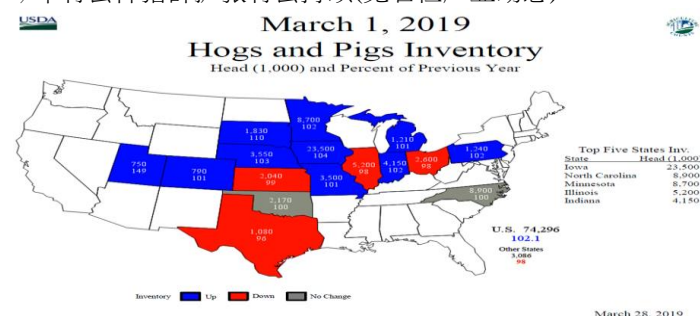 USDA
March 1, 2019
Hogs and Pigs Inventory
Head (1,000) and Percent of Previous Year
8,700
102
1,830
110
1,210
101
23,500
104
3,550
103
1,240
102
750
149
790
101
5,200
98
4,150
102
2,600
98
2,040
99
3,500
101
2,170
100
8,900
100
1,080
96
Top Five States Inv.
State Head (1,000)
Iowa 23,500
North Carolina 8,900
Minnesota 8,700
Illinois 5,200
Indiana 4,150
U.S. 74,296
102.1
Other States
3,086
98
Inventory Up Down No Change
March 28, 2019